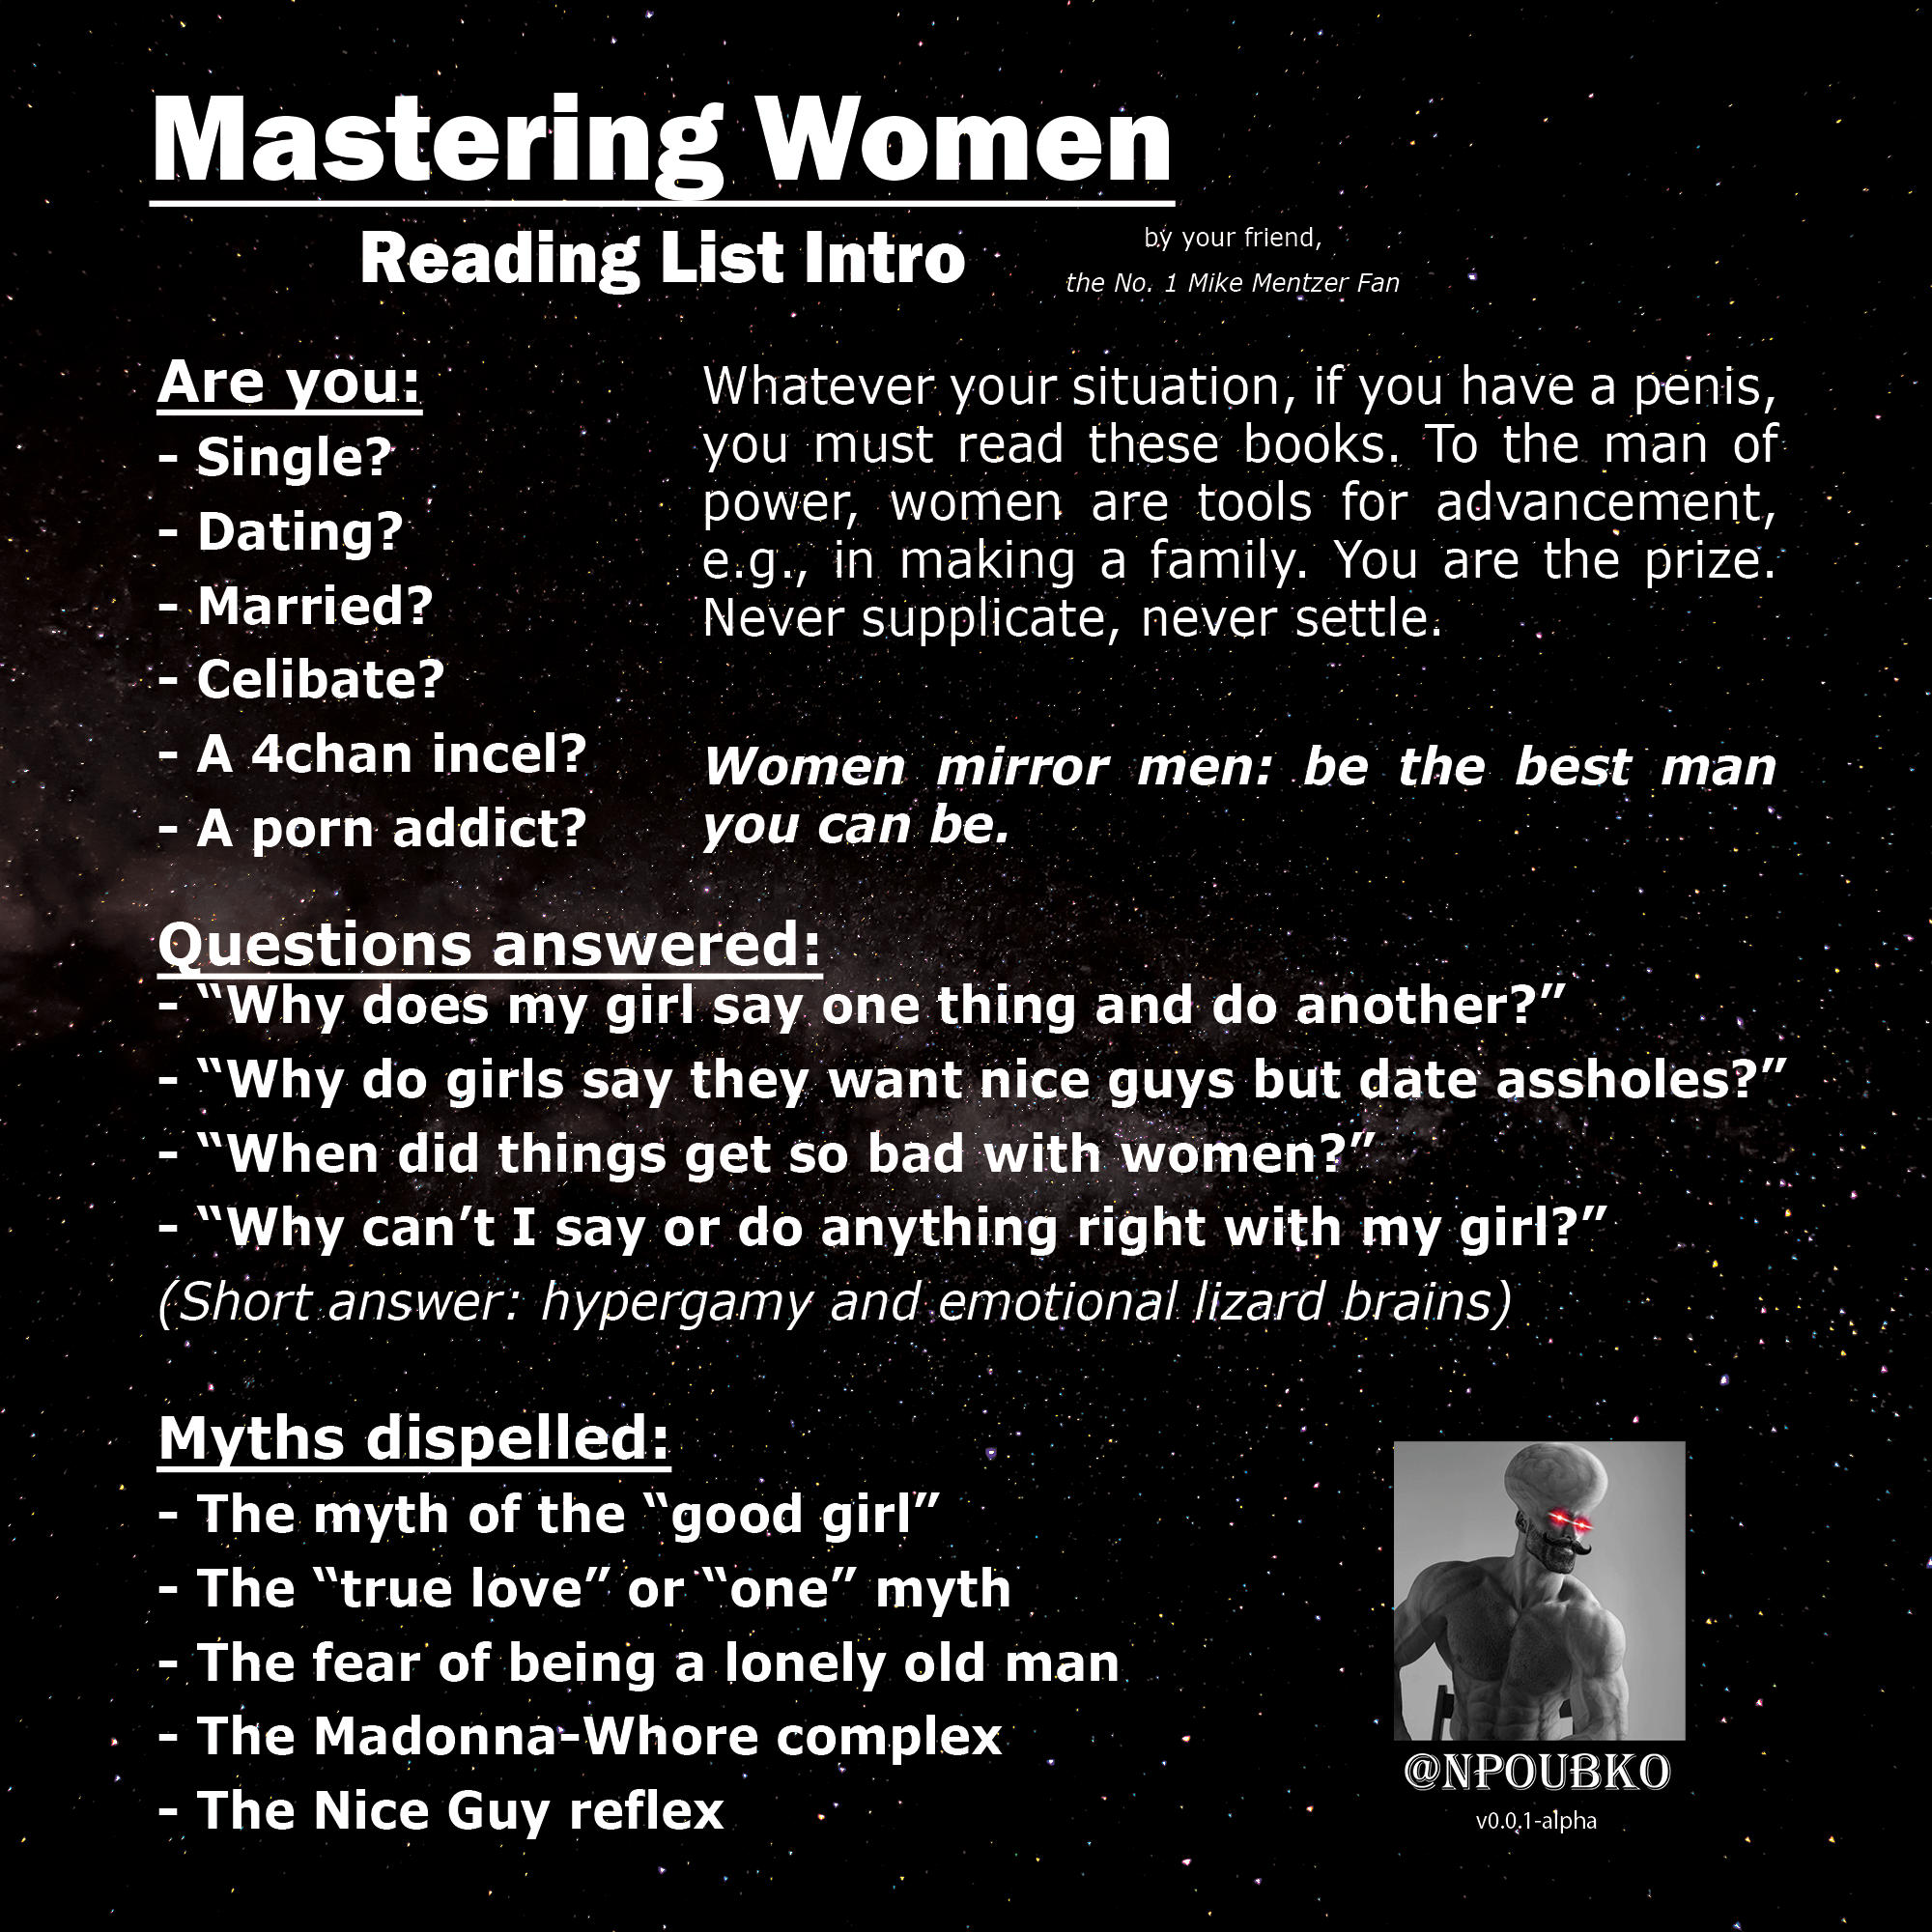 Mastering Women
Reading List Intro
by your friend,
the No. 1 Mike Mentzer Fan
Are you:
- Single?
- Dating?
- Married?
- Celibate?
- A 4chan incel?
- A porn addict?
Whatever your situation, if you have a penis,
you must read these books. To the man of
power, women are tools for advancement,
e.g., in making a family. You are the prize.
Never supplicate, never settle.
Women mirror men: be the best man
you can be.
Questions answered:
- “Why does my girl say one thing and do another?”
- “Why do girls say they want nice guys but date assholes?”
- “When did things get so bad with women?”
- “Why can’t I say or do anything right with my girl?”
(Short answer: hypergamy and emotional lizard brains)
Myths dispelled:
- The myth of the “good girl”
- The “true love” or “one” myth
- The fear of being a lonely old man
- The Madonna-Whore complex
- The Nice Guy reflex
@NPOUBKO
v0.0.1-alpha